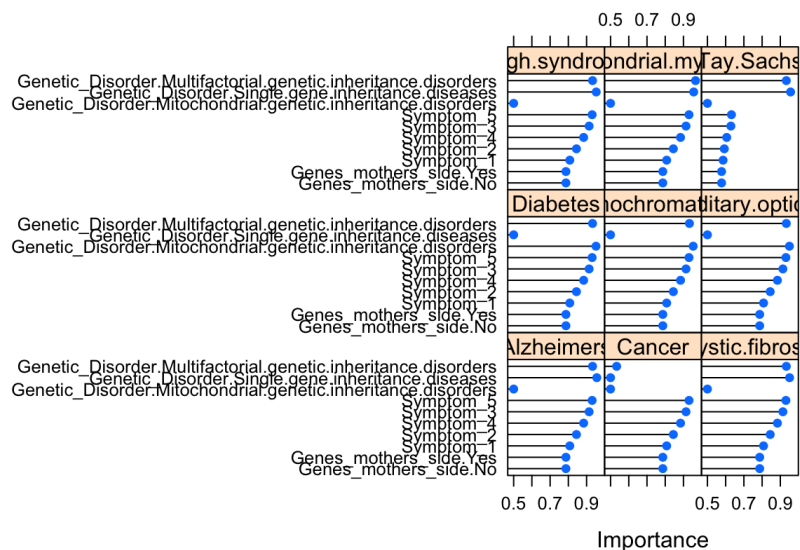 0.5 0.7 0.9
gh.syndro ondrial.my Tay.Sachs
Genetic_Disorder.Multifactorial.genetic.inheritance.disorders
Genetic_Disorder.Single.gene.inheritance.diseases
Genetic_Disorder.Mitochondrial.genetic.inheritance.disorders
Symptom_5
Symptom_3
Symptom_4
Symptom_2
Symptom_1
Genes_mothers_side.Yes
Genes_mothers_side.No
Diabetes nochromat ditary.optic
Genetic_Disorder.Multifactorial.genetic.inheritance.disorders
Genetic_Disorder.Single.gene.inheritance.diseases
Genetic_Disorder.Mitochondrial.genetic.inheritance.disorders
Symptom_5
Symptom_3
Symptom_4
Symptom_2
Symptom_1
Genes_mothers_side.Yes
Genes_mothers_side.No
Alzheimers Cancer ystic.fibros
Genetic_Disorder.Multifactorial.genetic.inheritance.disorders
Genetic_Disorder.Single.gene.inheritance.diseases
Genetic_Disorder.Mitochondrial.genetic.inheritance.disorders
Symptom_5
Symptom_3
Symptom_4
Symptom_2
Symptom_1
Genes_mothers_side.Yes
Genes_mothers_side.No
0.5 0.7 0.9 0.5 0.7 0.9
Importance